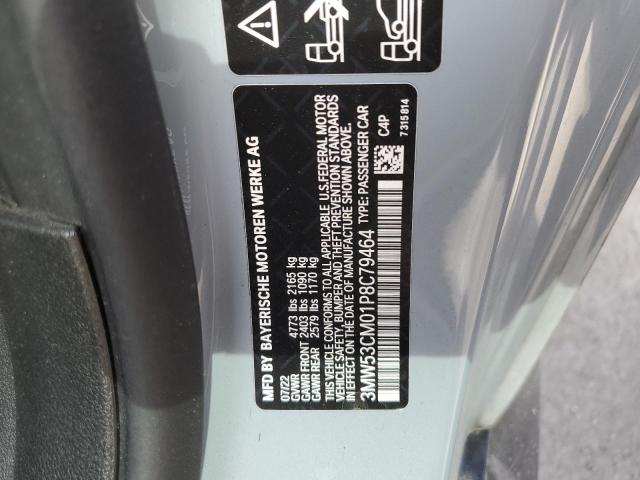 MFD BY BAYERISCHE MOTOREN WERKE AG
07/22
GAWR 4773 lbs 2165 kg
GAWR FRONT 2403 lbs 1090 kg
GAWR REAR 2579 lbs 1170 kg
THIS VEHICLE CONFORMS TO ALL APPLICABLE U.S.FEDERAL MOTOR
VEHICLE SAFETY, BUMPER AND THEFT PREVENTION STANDARDS
IN EFFECT ON THE DATE OF MANUFACTURE SHOWN ABOVE.
3MW53CM01P8C79464 TYPE: PASSENGER CAR
C4P
7315814